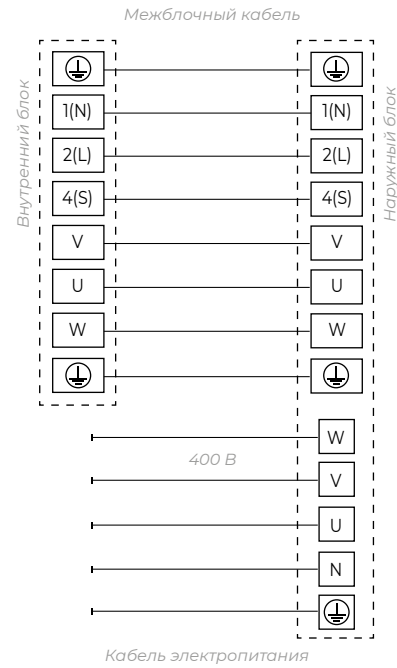 Межблочный кабель
Внутренний блок
Наружный блок
1(N) 1(N)
2(L) 2(L)
4(S) 4(S)
V V
U U
W W
W
400 В
V
U
N
Кабель электропитания